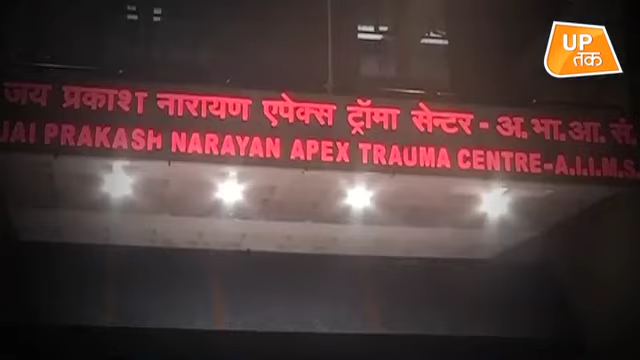 UP
तक
जय प्रकाश नारायण एपेक्स ट्रॉमा सेन्टर - अ.भा.आ.सं.
JAI PRAKASH NARAYAN APEX TRAUMA CENTRE-A.I.I.M.S.